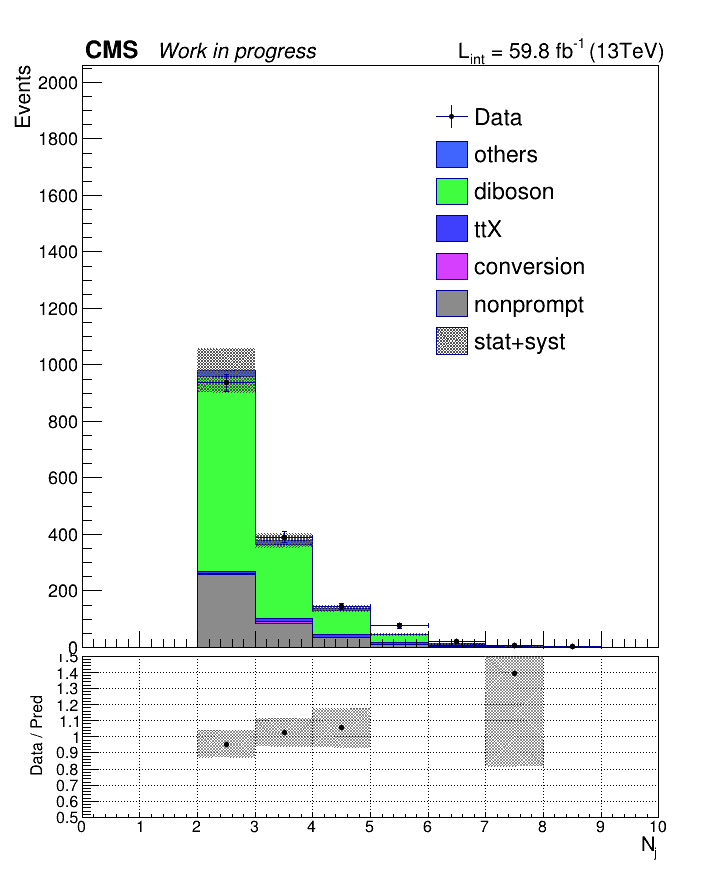 CMS Work in progress L_int = 59.8 fb^-1 (13TeV)
Events
2000
1800
1600
1400
1200
1000
800
600
400
200
0
Data
others
diboson
ttX
conversion
nonprompt
stat+syst
Data / Pred
1.5
1.4
1.3
1.2
1.1
1
0.9
0.8
0.7
0.6
0.5
0 1 2 3 4 5 6 7 8 9 10
N_j